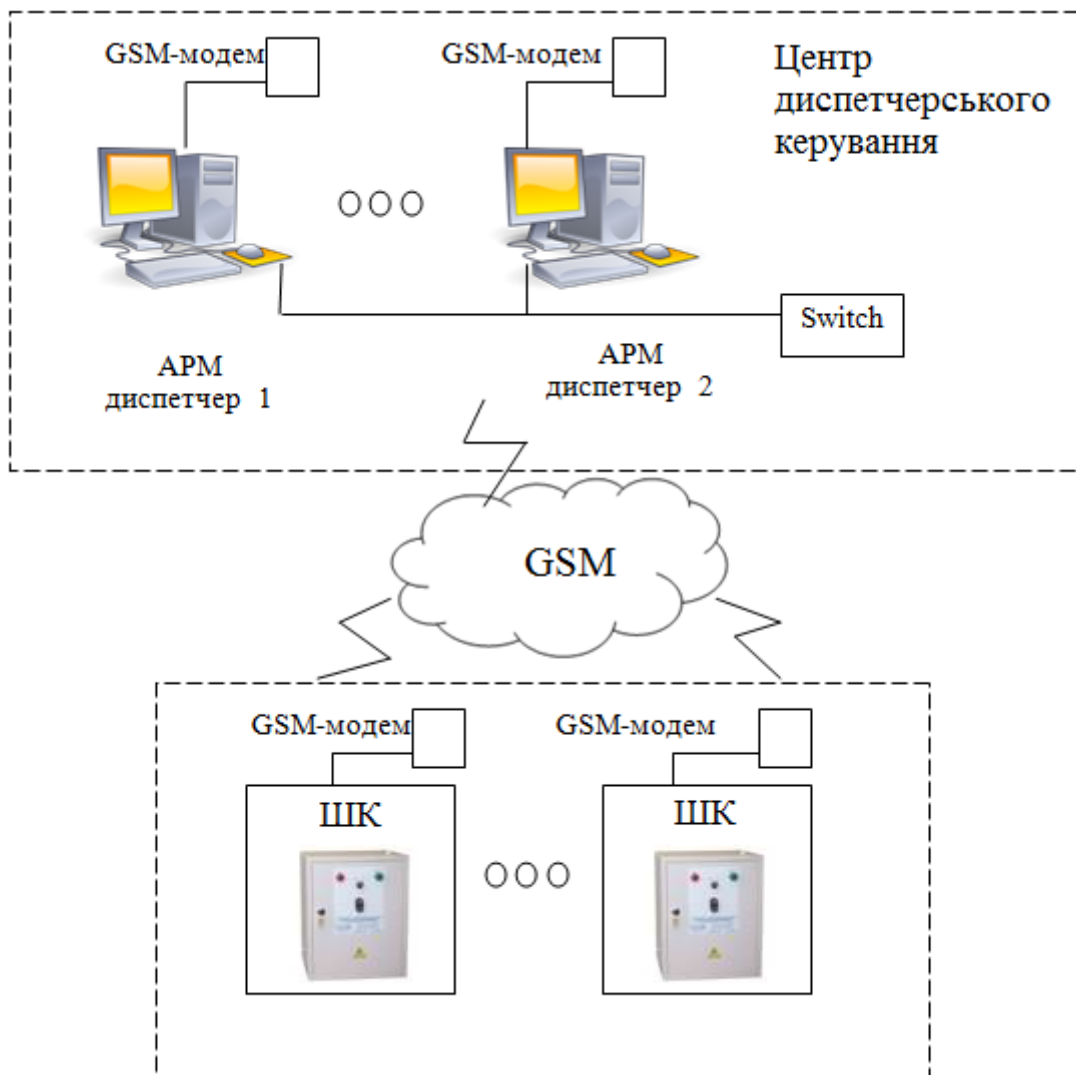 GSM-модем
GSM-модем
Центр
диспетчерського
керування
Switch
АРМ
диспетчер 1
АРМ
диспетчер 2
GSM
GSM-модем
GSM-модем
ШК
ШК